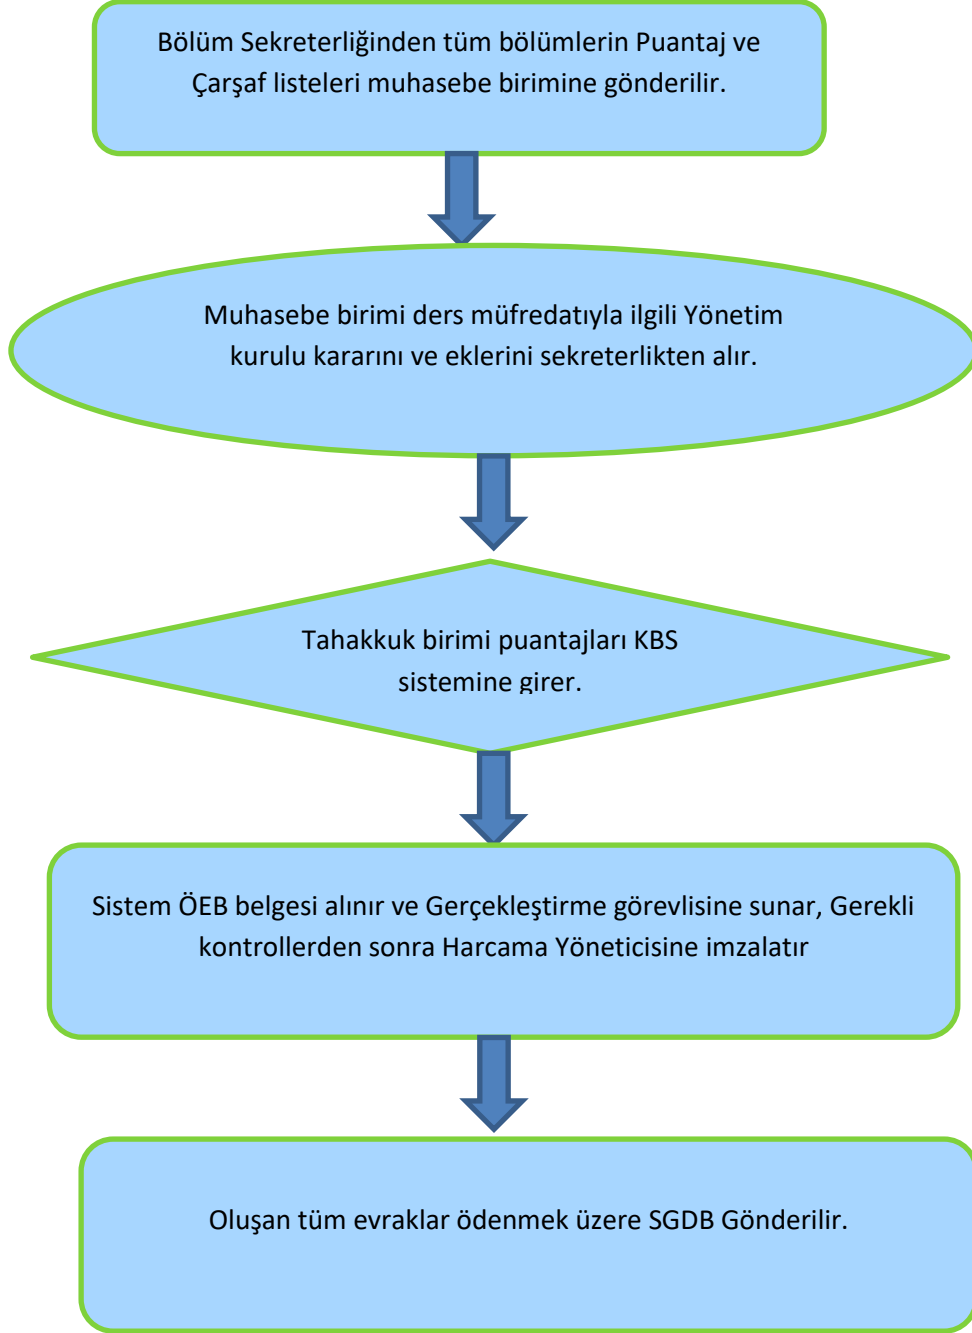 Bölüm Sekreterliğinden tüm bölümlerin Puantaj ve
Çarşaf listeleri muhasebe birimine gönderilir.
Muhasebe birimi ders müfredatıyla ilgili Yönetim
kurulu kararını ve eklerini sekreterlikten alır.
Tahakkuk birimi puantajları KBS
sistemine girer.
Sistem ÖEB belgesi alınır ve Gerçekleştirme görevlisine sunar, Gerekli
kontrollerden sonra Harcama Yöneticisine imzalatır
Oluşan tüm evraklar ödenmek üzere SGDB Gönderilir.